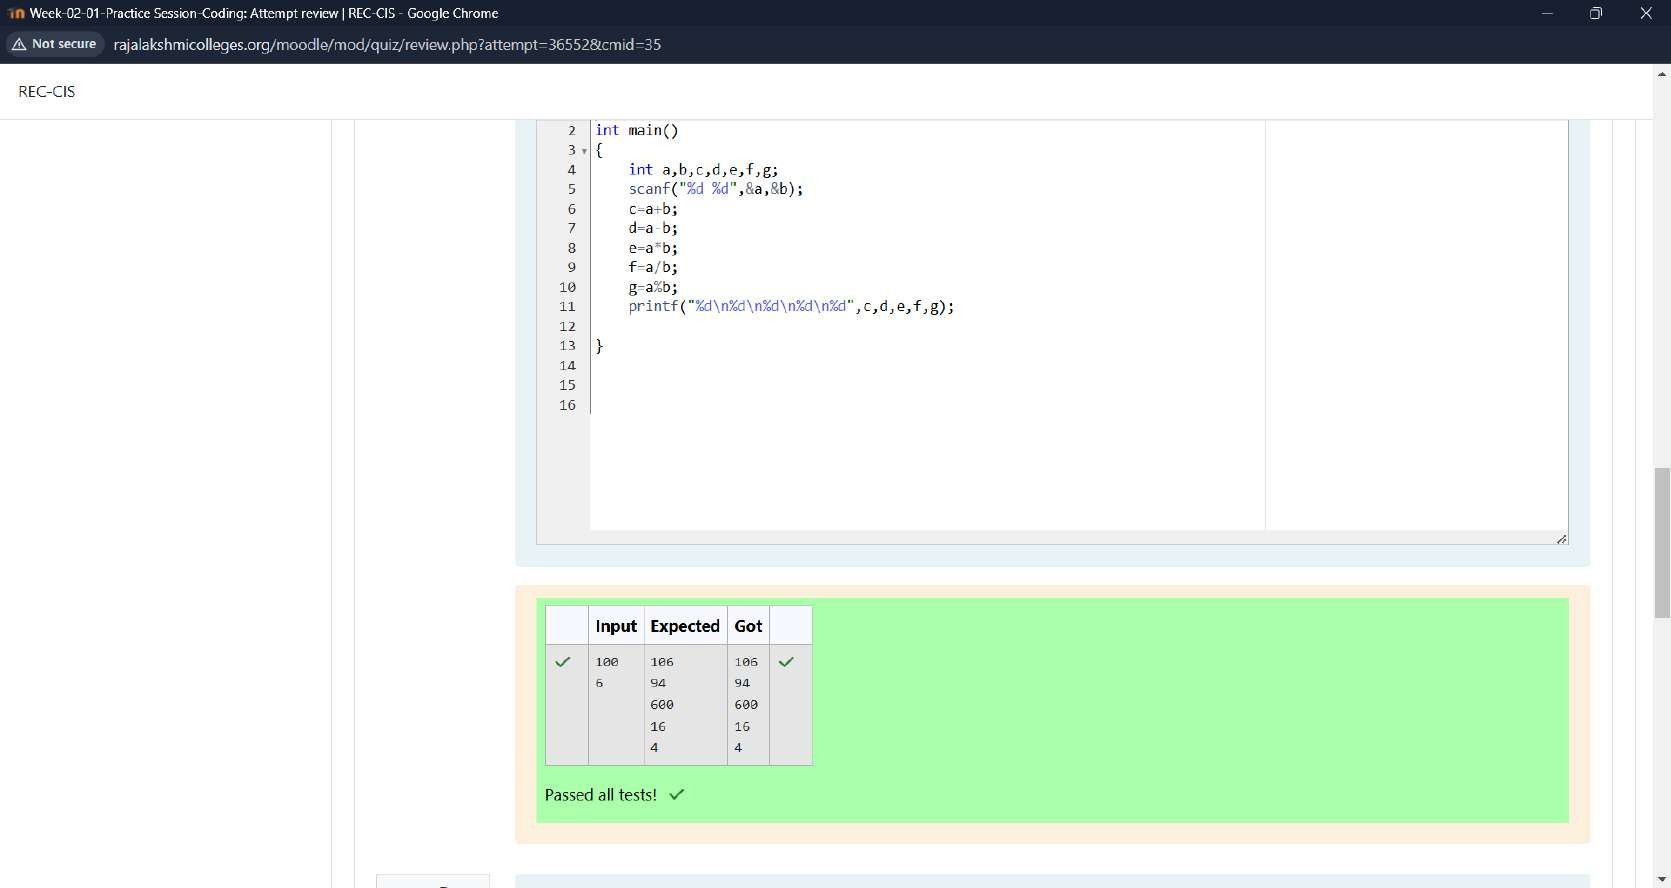 Week-02-01-Practice Session-Coding: Attempt review | REC-CIS - Google Chrome
Not secure rajalakshmicolleges.org/moodle/mod/quiz/review.php?attempt=36552&cmid=35
REC-CIS
2 int main()
3 {
4 int a,b,c,d,e,f,g;
5 scanf("%d %d",&a,&b);
6 c=a+b;
7 d=a-b;
8 e=a*b;
9 f=a/b;
10 g=a%b;
11 printf("%d\n%d\n%d\n%d\n%d",c,d,e,f,g);
12
13 }
14
15
16
Input Expected Got
100 106 106
6 94 94
600 600
16 16
4 4
Passed all tests!